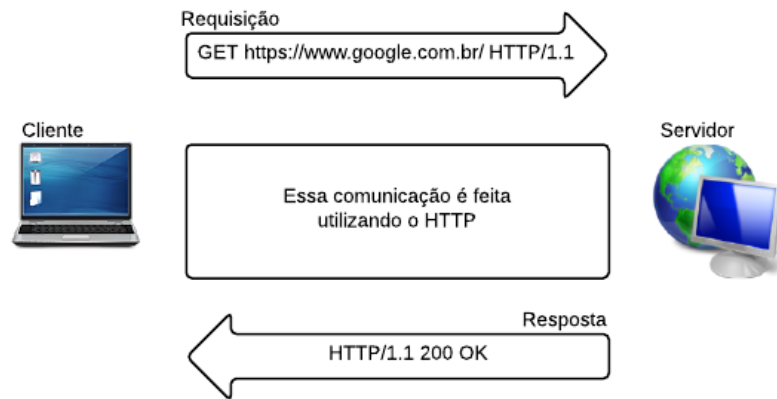 Requisição
GET https://www.google.com.br/ HTTP/1.1
Cliente
Servidor
Essa comunicação é feita
utilizando o HTTP
Resposta
HTTP/1.1 200 OK